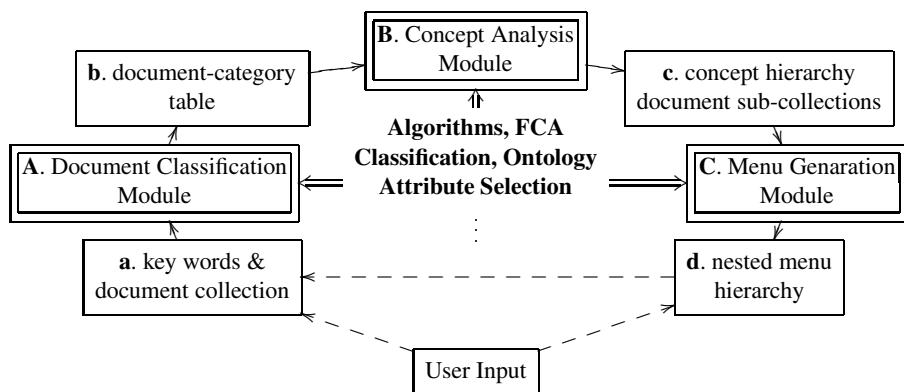 B. Concept Analysis
Module
b. document-category
table
c. concept hierarchy
document sub-collections
Algorithms, FCA
Classification, Ontology
Attribute Selection
A. Document Classification
Module
C. Menu Genaration
Module
a. key words &
document collection
d. nested menu
hierarchy
User Input